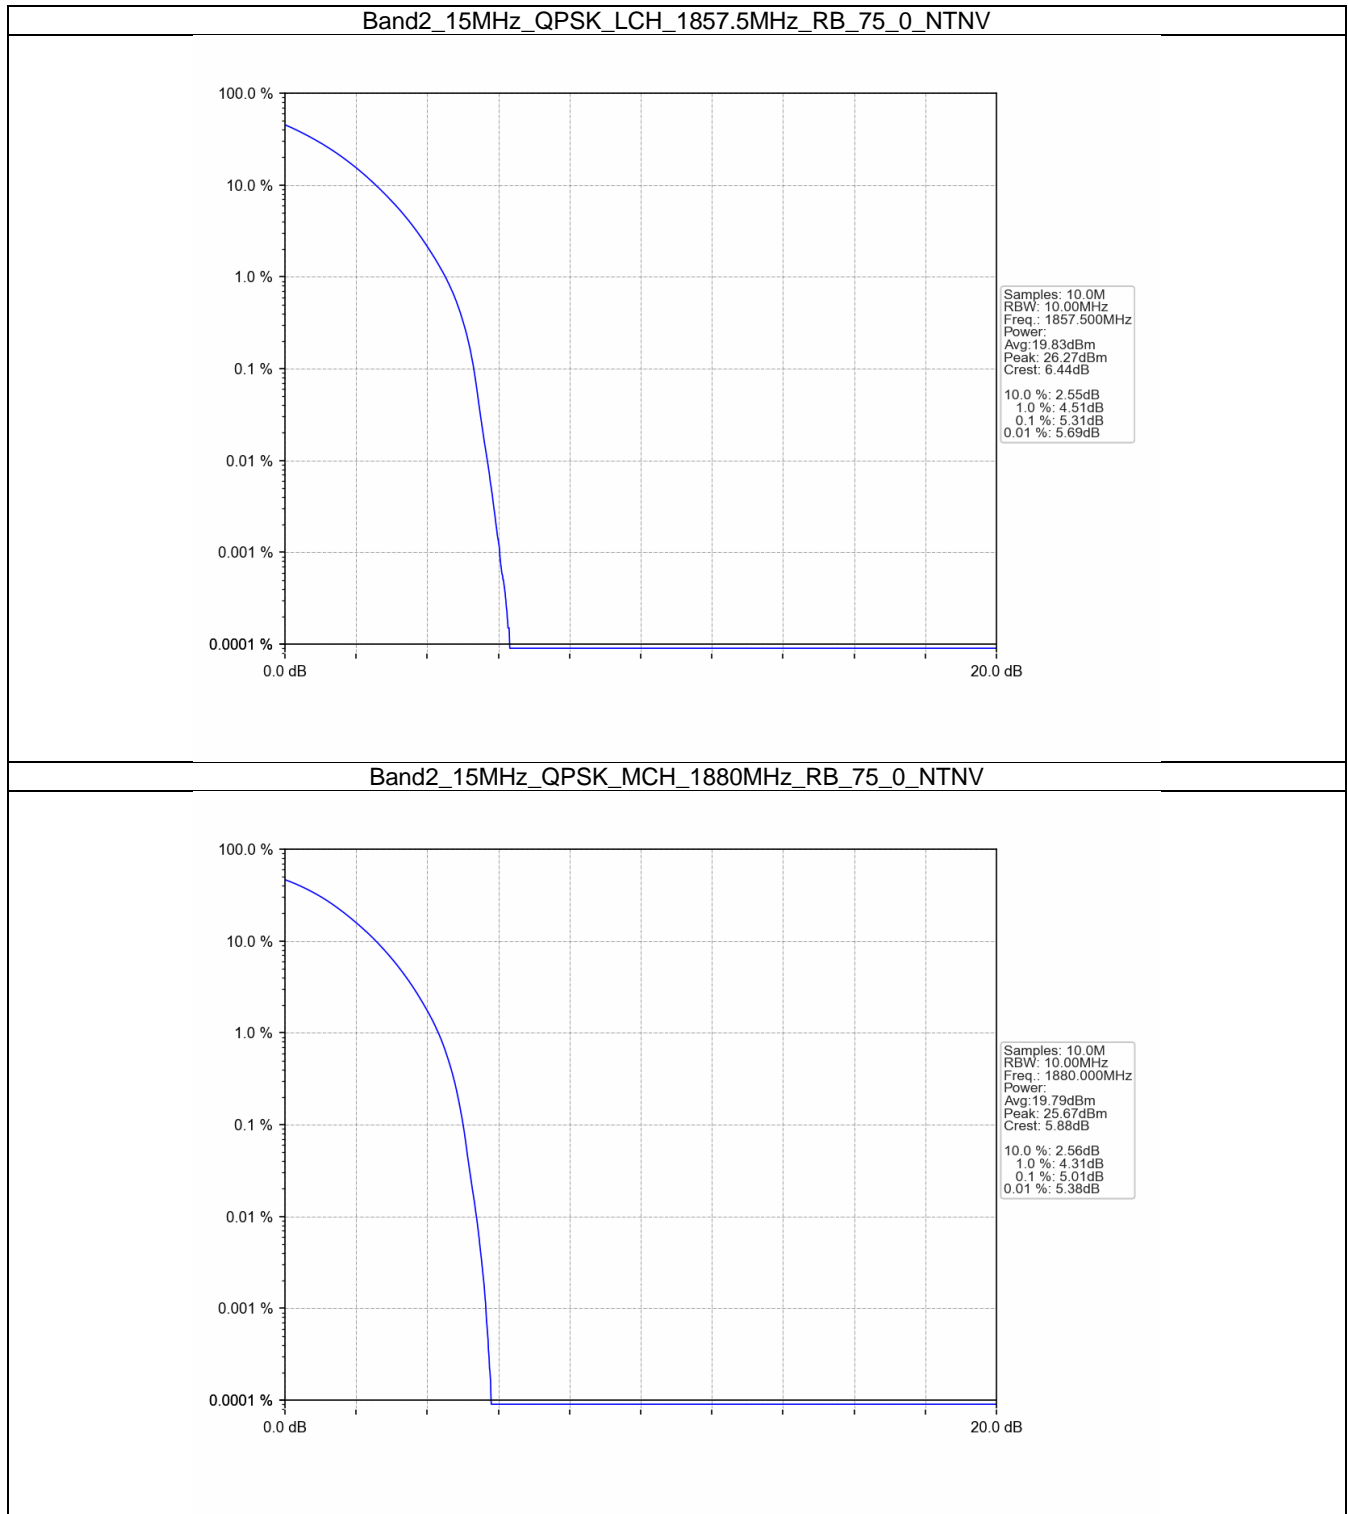 Band2_15MHz_QPSK_LCH_1857.5MHz_RB_75_0_NTNV
100.0 %
10.0 %
1.0 %
0.1 %
0.01 %
0.001 %
0.0001 %
0.0 dB
20.0 dB
Samples: 10.0M
RBW: 10.00MHz
Freq.: 1857.500MHz
Power:
Avg:19.83dBm
Peak: 26.27dBm
Crest: 6.44dB
10.0 %: 2.55dB
1.0 %: 4.51dB
0.1 %: 5.31dB
0.01 %: 5.69dB
Band2_15MHz_QPSK_MCH_1880MHz_RB_75_0_NTNV
100.0 %
10.0 %
1.0 %
0.1 %
0.01 %
0.001 %
0.0001 %
0.0 dB
20.0 dB
Samples: 10.0M
RBW: 10.00MHz
Freq.: 1880.000MHz
Power:
Avg:19.79dBm
Peak: 25.67dBm
Crest: 5.88dB
10.0 %: 2.56dB
1.0 %: 4.31dB
0.1 %: 5.01dB
0.01 %: 5.38dB